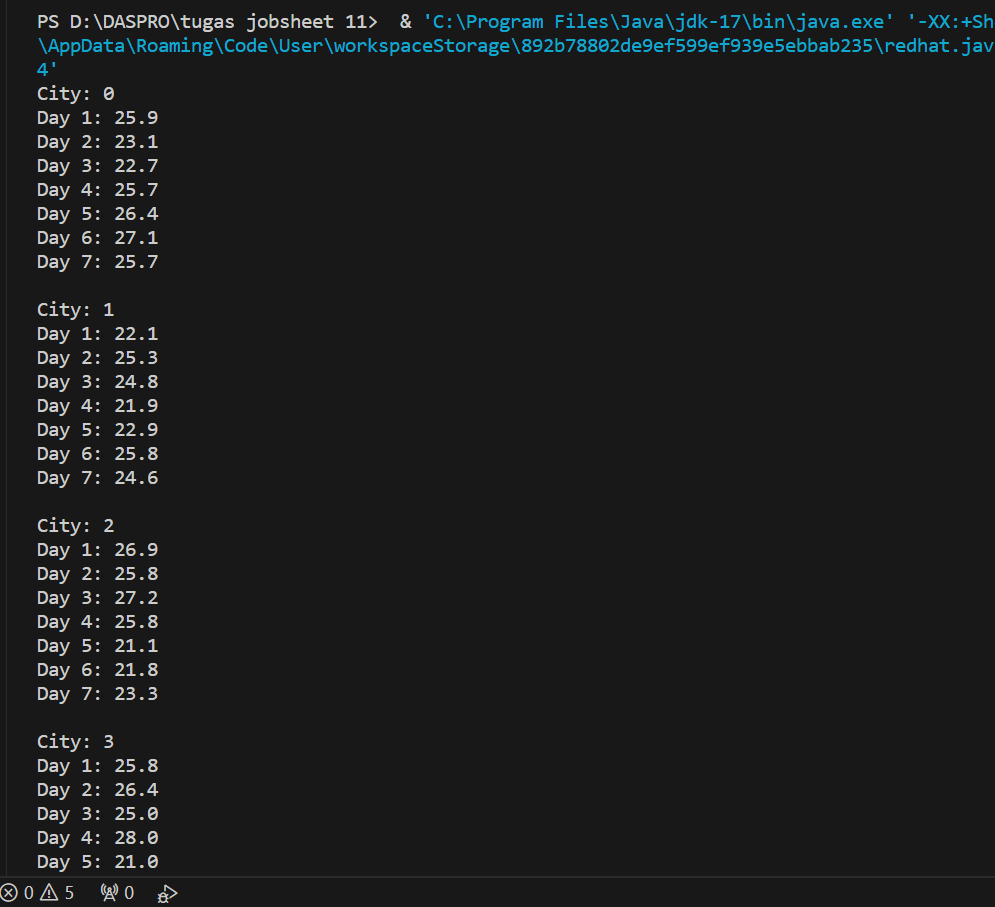 PS D:\DASPRO\tugas jobsheet 11>  & 'C:\Program Files\Java\jdk-17\bin\java.exe' '-XX:+Sh
\AppData\Roaming\Code\User\workspaceStorage\892b78802de9ef599ef939e5ebbab235\redhat.jav
4'
City: 0
Day 1: 25.9
Day 2: 23.1
Day 3: 22.7
Day 4: 25.7
Day 5: 26.4
Day 6: 27.1
Day 7: 25.7

City: 1
Day 1: 22.1
Day 2: 25.3
Day 3: 24.8
Day 4: 21.9
Day 5: 22.9
Day 6: 25.8
Day 7: 24.6

City: 2
Day 1: 26.9
Day 2: 25.8
Day 3: 27.2
Day 4: 25.8
Day 5: 21.1
Day 6: 21.8
Day 7: 23.3

City: 3
Day 1: 25.8
Day 2: 26.4
Day 3: 25.0
Day 4: 28.0
Day 5: 21.0
0 5 0